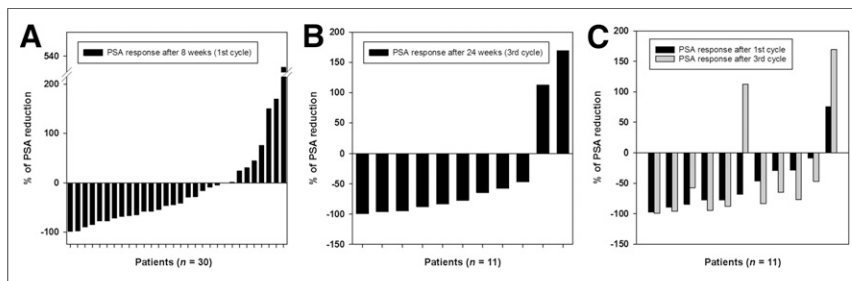 A
PSA response after 8 weeks (1st cycle)
% of PSA reduction
540
200
100
0
-100
Patients (n = 30)
B
PSA response after 24 weeks (3rd cycle)
% of PSA reduction
200
150
100
50
0
-50
-100
-150
Patients (n = 11)
C
PSA response after 1st cycle
PSA response after 3rd cycle
% of PSA reduction
200
150
100
50
0
-50
-100
-150
Patients (n = 11)